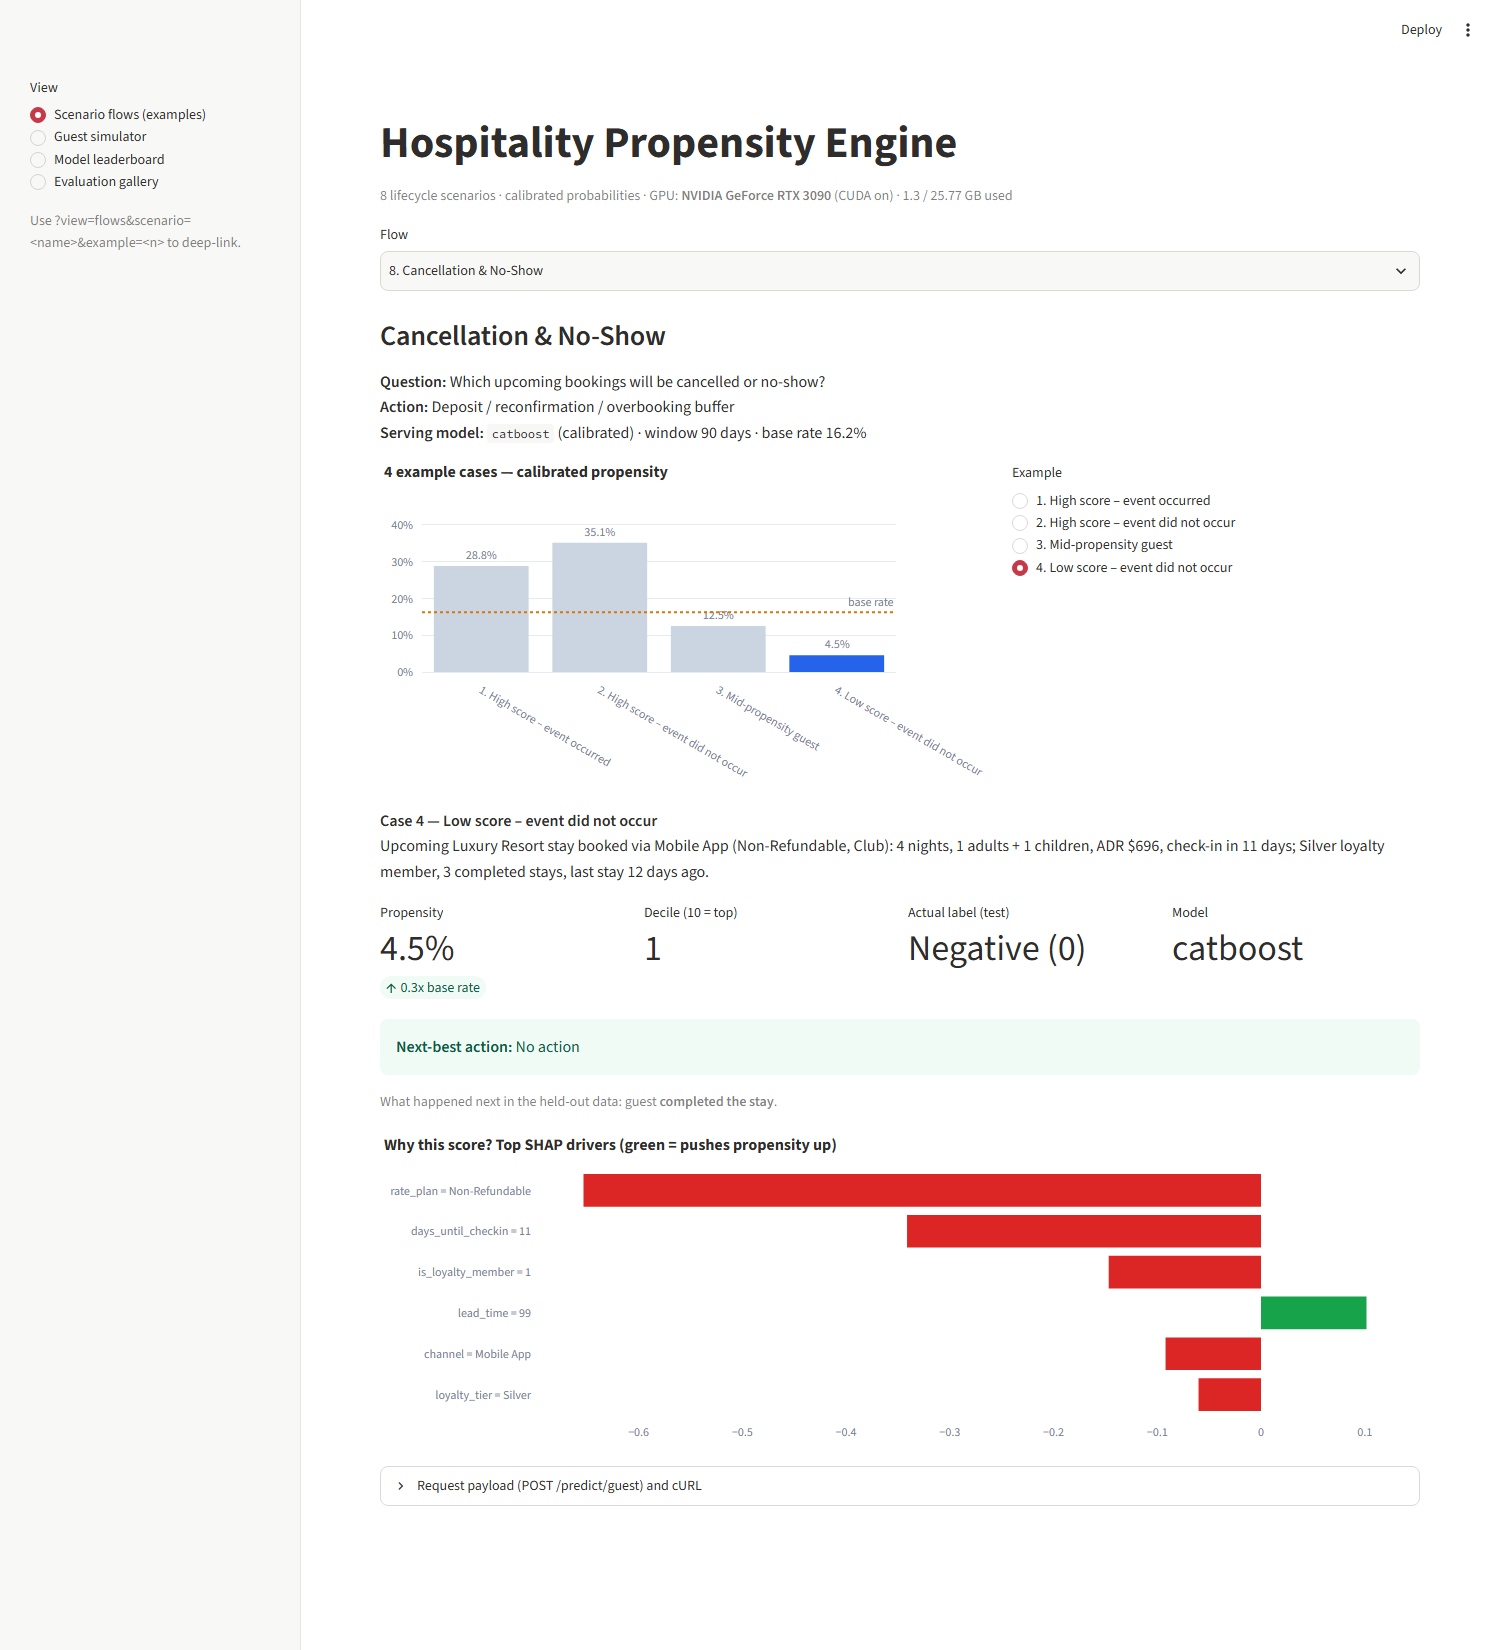 Deploy
View
Scenario flows (examples)
Guest simulator
Model leaderboard
Evaluation gallery
Use ?view=flows&scenario=
<name>&example=<n> to deep-link.
Hospitality Propensity Engine
8 lifecycle scenarios · calibrated probabilities · GPU: NVIDIA GeForce RTX 3090 (CUDA on) · 1.3 / 25.77 GB used
Flow
8. Cancellation & No-Show
Cancellation & No-Show
Question: Which upcoming bookings will be cancelled or no-show?
Action: Deposit / reconfirmation / overbooking buffer
Serving model: catboost (calibrated) · window 90 days · base rate 16.2%
4 example cases — calibrated propensity
40%
30%
20%
10%
0%
28.8%
35.1%
12.5%
4.5%
base rate
1. High score – event occurred
2. High score – event did not occur
3. Mid-propensity guest
4. Low score – event did not occur
Example
1. High score – event occurred
2. High score – event did not occur
3. Mid-propensity guest
4. Low score – event did not occur
Case 4 — Low score – event did not occur
Upcoming Luxury Resort stay booked via Mobile App (Non-Refundable, Club): 4 nights, 1 adults + 1 children, ADR $696, check-in in 11 days; Silver loyalty
member, 3 completed stays, last stay 12 days ago.
Propensity
4.5%
↑ 0.3x base rate
Decile (10 = top)
1
Actual label (test)
Negative (0)
Model
catboost
Next-best action: No action
What happened next in the held-out data: guest completed the stay.
Why this score? Top SHAP drivers (green = pushes propensity up)
rate_plan = Non-Refundable
days_until_checkin = 11
is_loyalty_member = 1
lead_time = 99
channel = Mobile App
loyalty_tier = Silver
−0.6 −0.5 −0.4 −0.3 −0.2 −0.1 0 0.1
Request payload (POST /predict/guest) and cURL